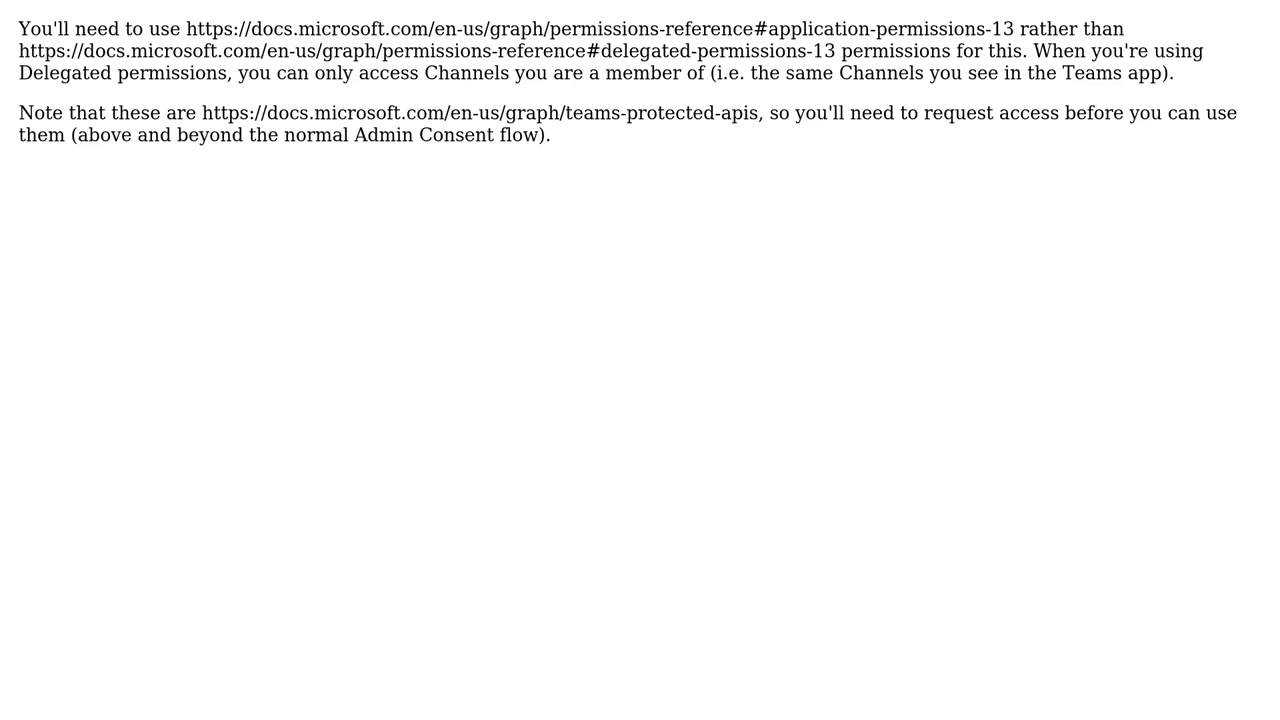 You'll need to use https://docs.microsoft.com/en-us/graph/permissions-reference#application-permissions-13 rather than
https://docs.microsoft.com/en-us/graph/permissions-reference#delegated-permissions-13 permissions for this. When you're using
Delegated permissions, you can only access Channels you are a member of (i.e. the same Channels you see in the Teams app).
Note that these are https://docs.microsoft.com/en-us/graph/teams-protected-apis, so you'll need to request access before you can use
them (above and beyond the normal Admin Consent flow).